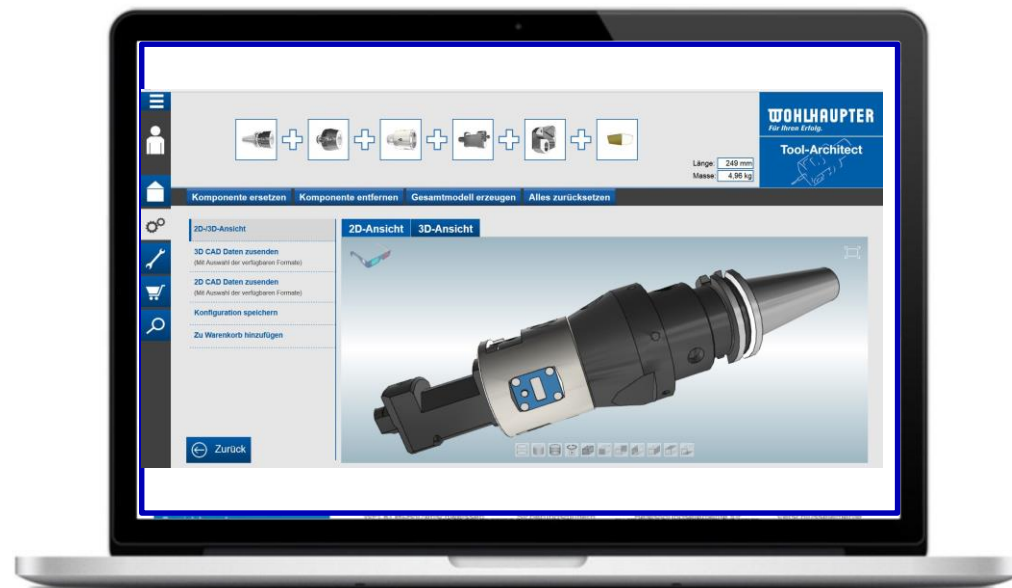 WOHLHAUPTER
Für Ihren Erfolg.
Tool-Architect
Länge: 249 mm
Masse: 4,96 kg
Komponente ersetzen Komponente entfernen Gesamtmodell erzeugen Alles zurücksetzen
2D-/3D-Ansicht
2D-Ansicht 3D-Ansicht
3D CAD Daten zusenden
(Mit Auswahl der verfügbaren Formate)
2D CAD Daten zusenden
(Mit Auswahl der verfügbaren Formate)
Konfiguration speichern
Zu Warenkorb hinzufügen
Zurück